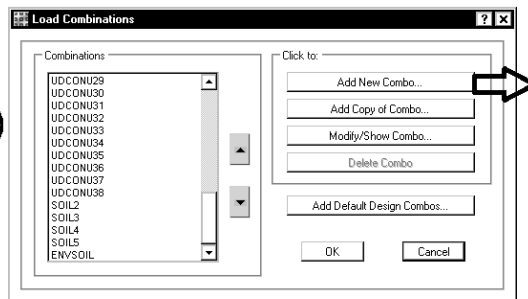 Load Combinations
Combinations
UDCONU29
UDCONU30
UDCONU31
UDCONU32
UDCONU33
UDCONU34
UDCONU35
UDCONU36
UDCONU37
UDCONU38
SOIL2
SOIL3
SOIL4
SOIL5
ENVSOIL
Click to:
Add New Combo...
Add Copy of Combo...
Modify/Show Combo...
Delete Combo
Add Default Design Combos...
OK
Cancel